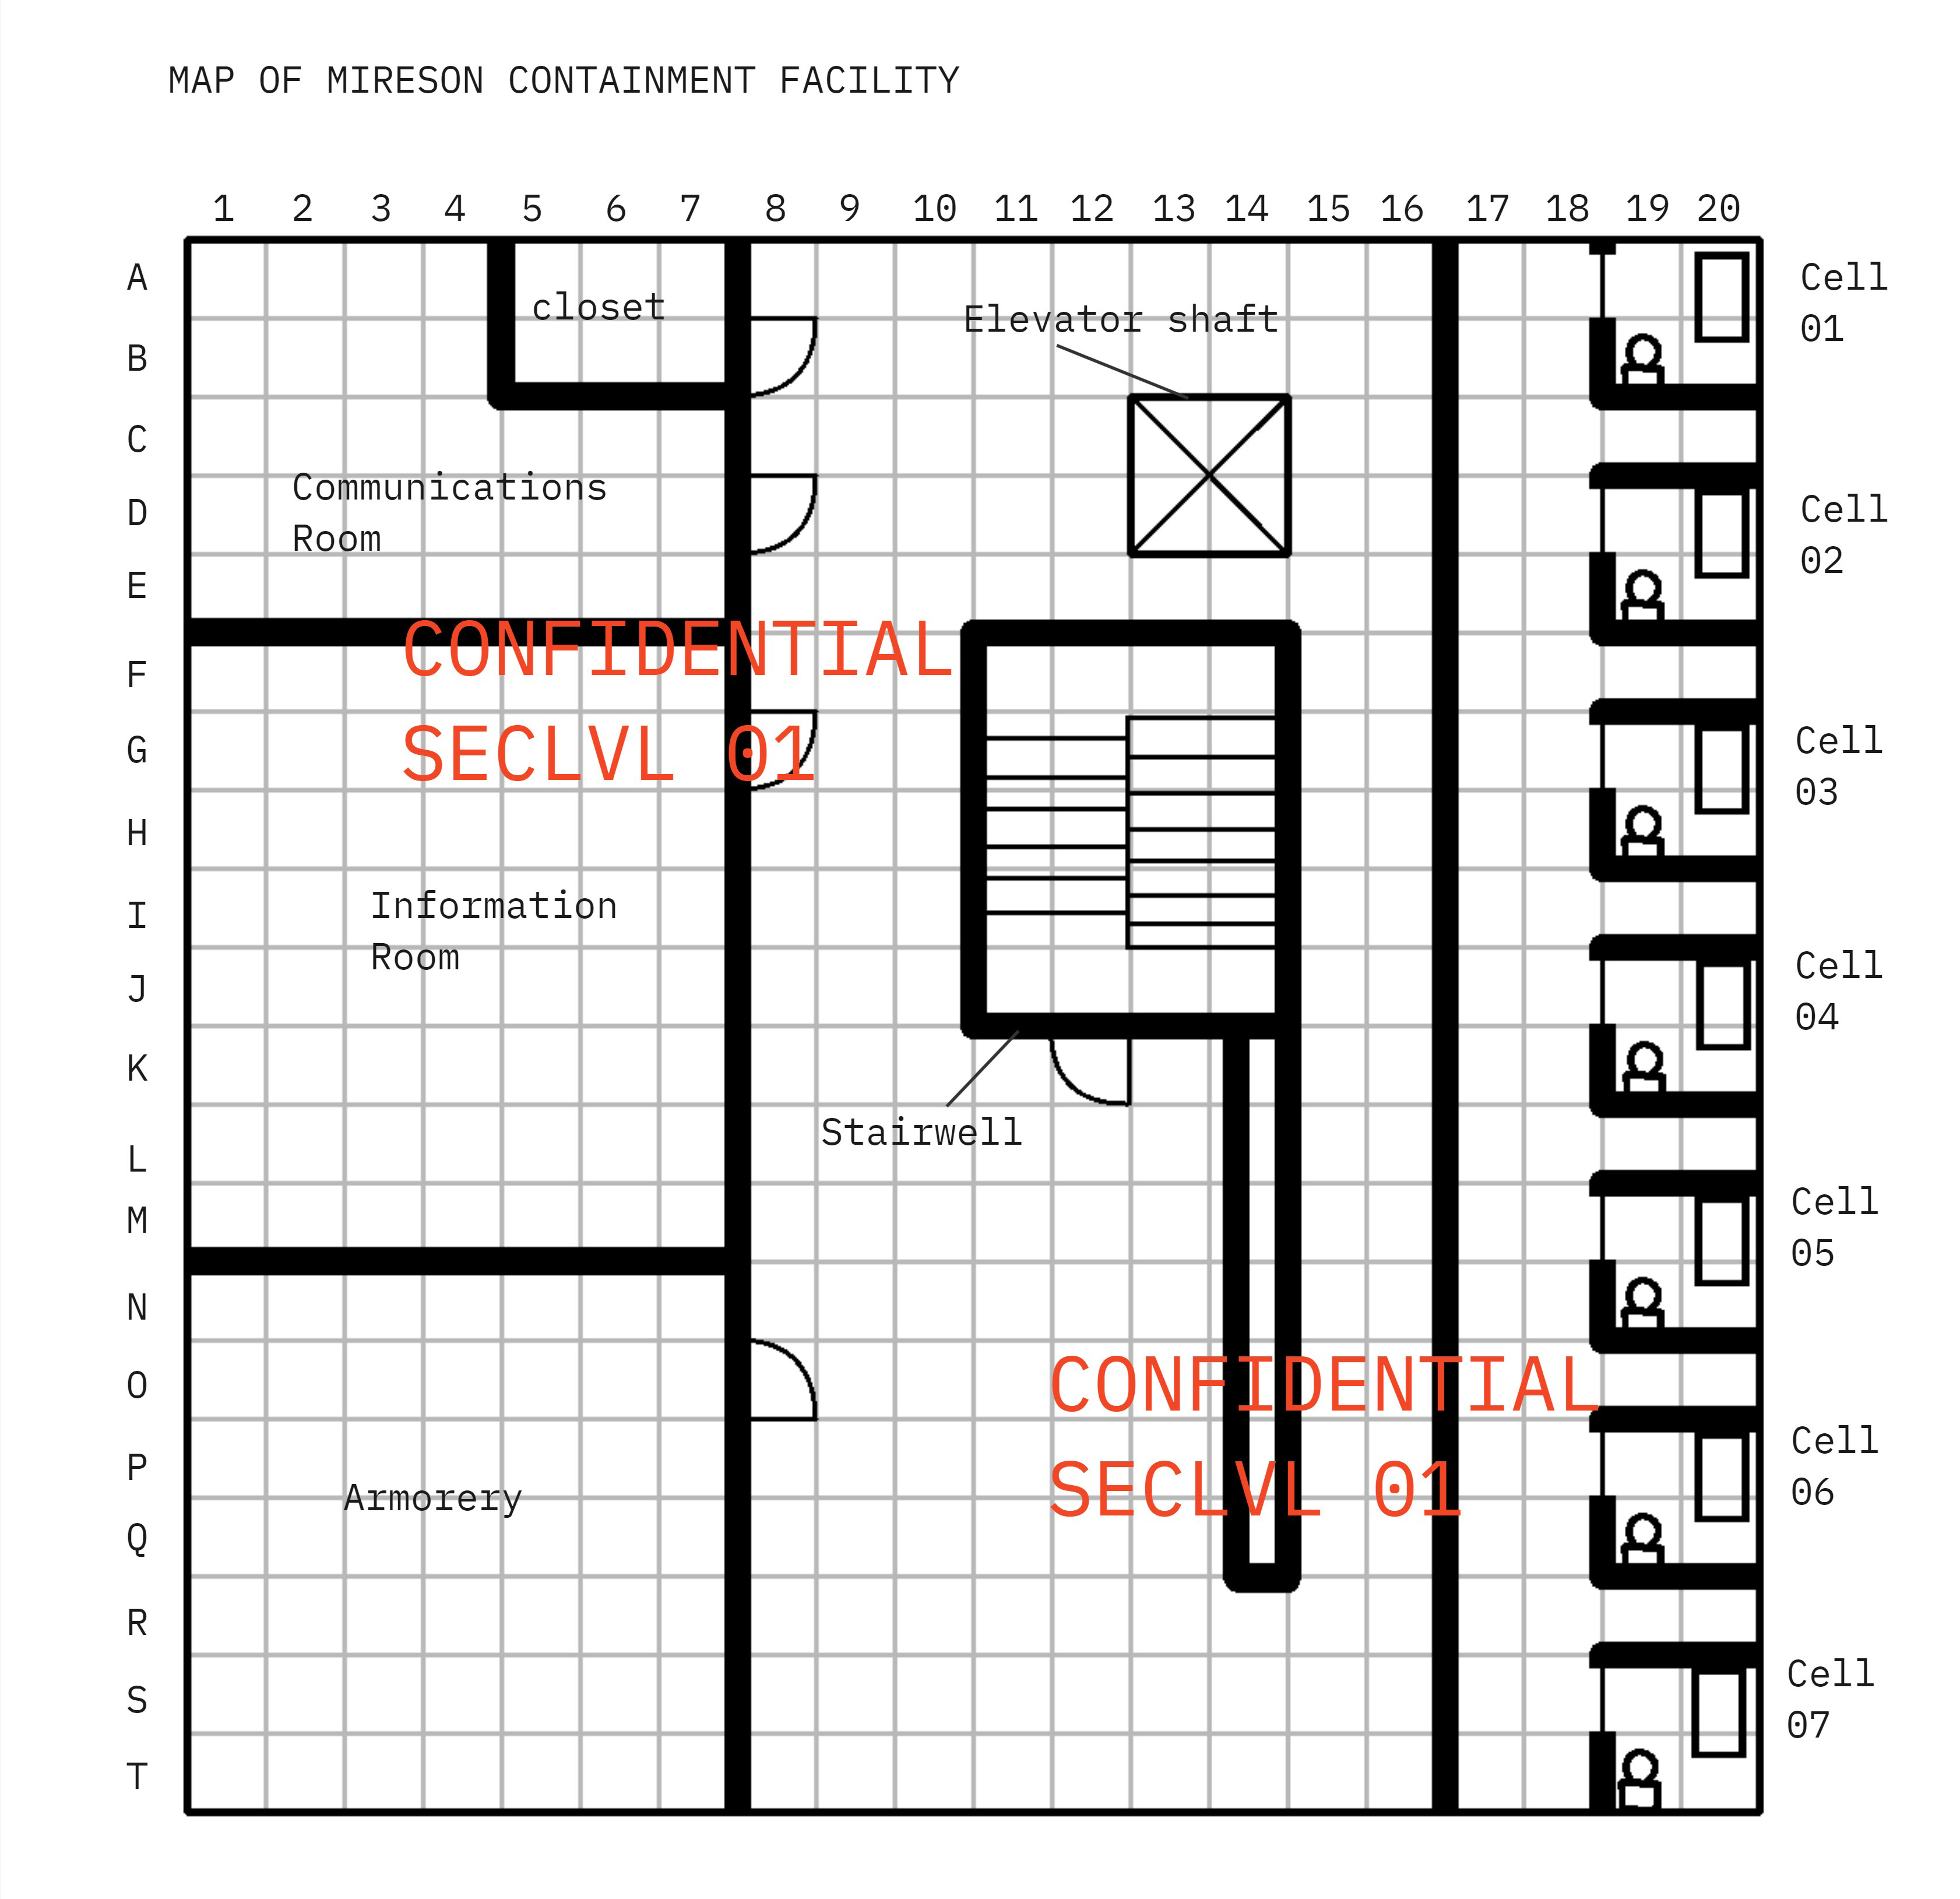 MAP OF MIRESON CONTAINMENT FACILITY
1 2 3 4 5 6 7 8 9 10 11 12 13 14 15 16 17 18 19 20
A
B
C
D
E
F
G
H
I
J
K
L
M
N
O
P
Q
R
S
T
closet
Elevator shaft
Communications
Room
CONFIDENTIAL
SECLVL 01
Information
Room
Stairwell
CONFIDENTIAL
SECLVL 01
Armorery
Cell
01
Cell
02
Cell
03
Cell
04
Cell
05
Cell
06
Cell
07